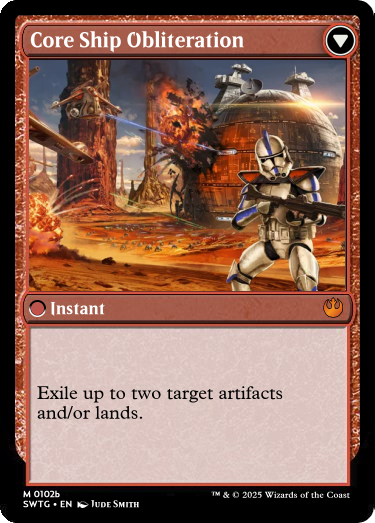 Core Ship Obliteration
Instant
Exile up to two target artifacts
and/or lands.
M 0102b
SWTG • EN Jude Smith
™ & © 2025 Wizards of the Coast